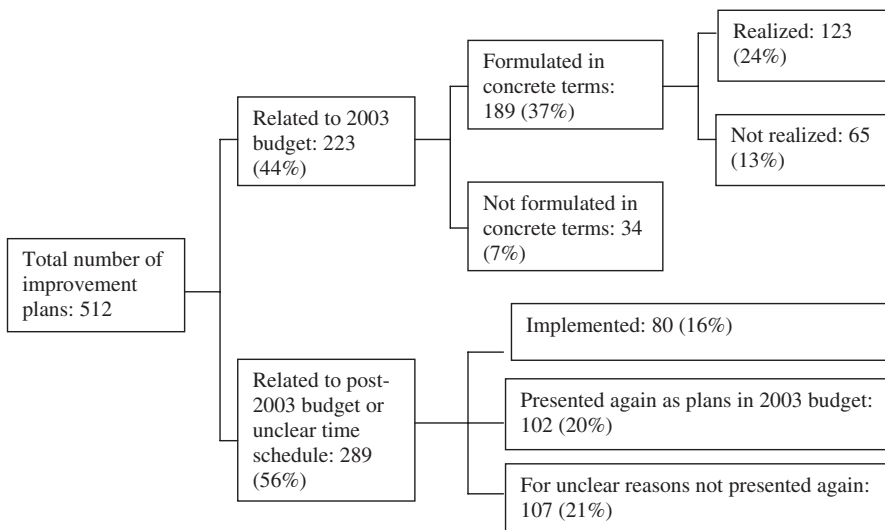 Total number of
improvement
plans: 512
Related to 2003
budget: 223
(44%)
Formulated in
concrete terms:
189 (37%)
Realized: 123
(24%)
Not realized: 65
(13%)
Not formulated in
concrete terms: 34
(7%)
Related to post-
2003 budget or
unclear time
schedule: 289
(56%)
Implemented: 80 (16%)
Presented again as plans in 2003 budget:
102 (20%)
For unclear reasons not presented again:
107 (21%)